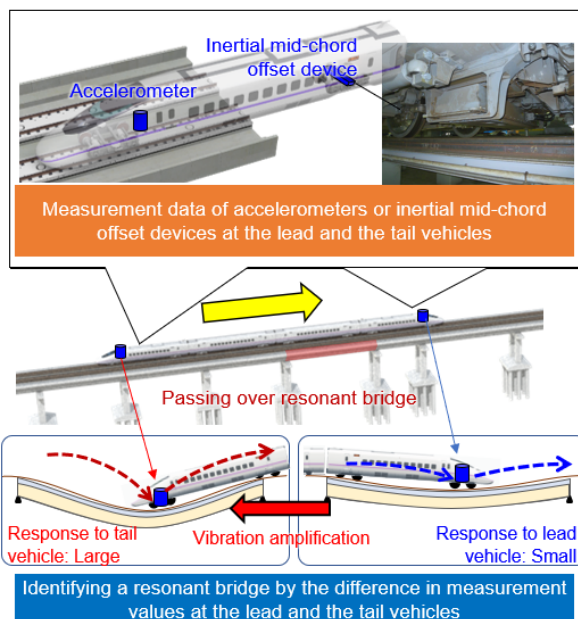 Inertial mid-chord
offset device
Accelerometer
Measurement data of accelerometers or inertial mid-chord
offset devices at the lead and the tail vehicles
Passing over resonant bridge
Response to tail
vehicle: Large
Vibration amplification
Response to lead
vehicle: Small
Identifying a resonant bridge by the difference in measurement
values at the lead and the tail vehicles